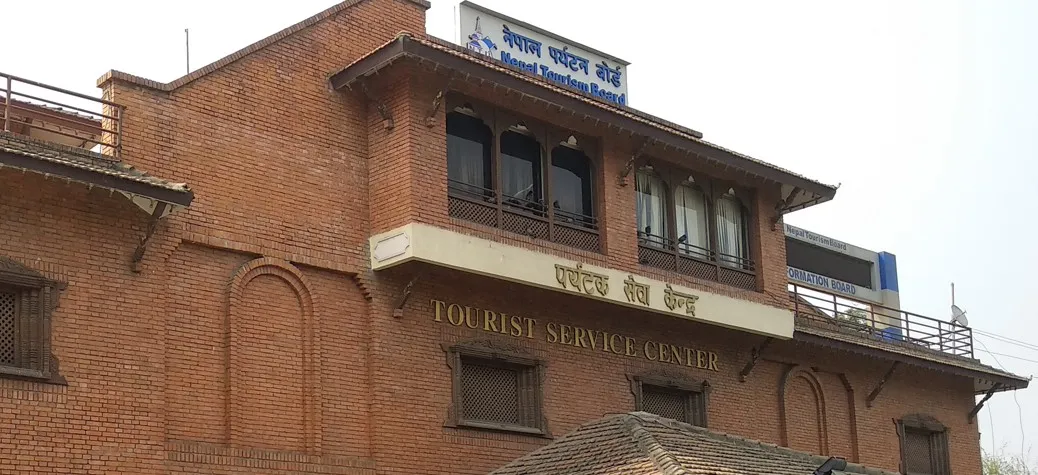 नेपाल पर्यटन बोर्ड
Nepal Tourism Board
Nepal Tourism Board
FORMATION BOARD
पर्यटक सेवा केन्द्र
TOURIST SERVICE CENTER